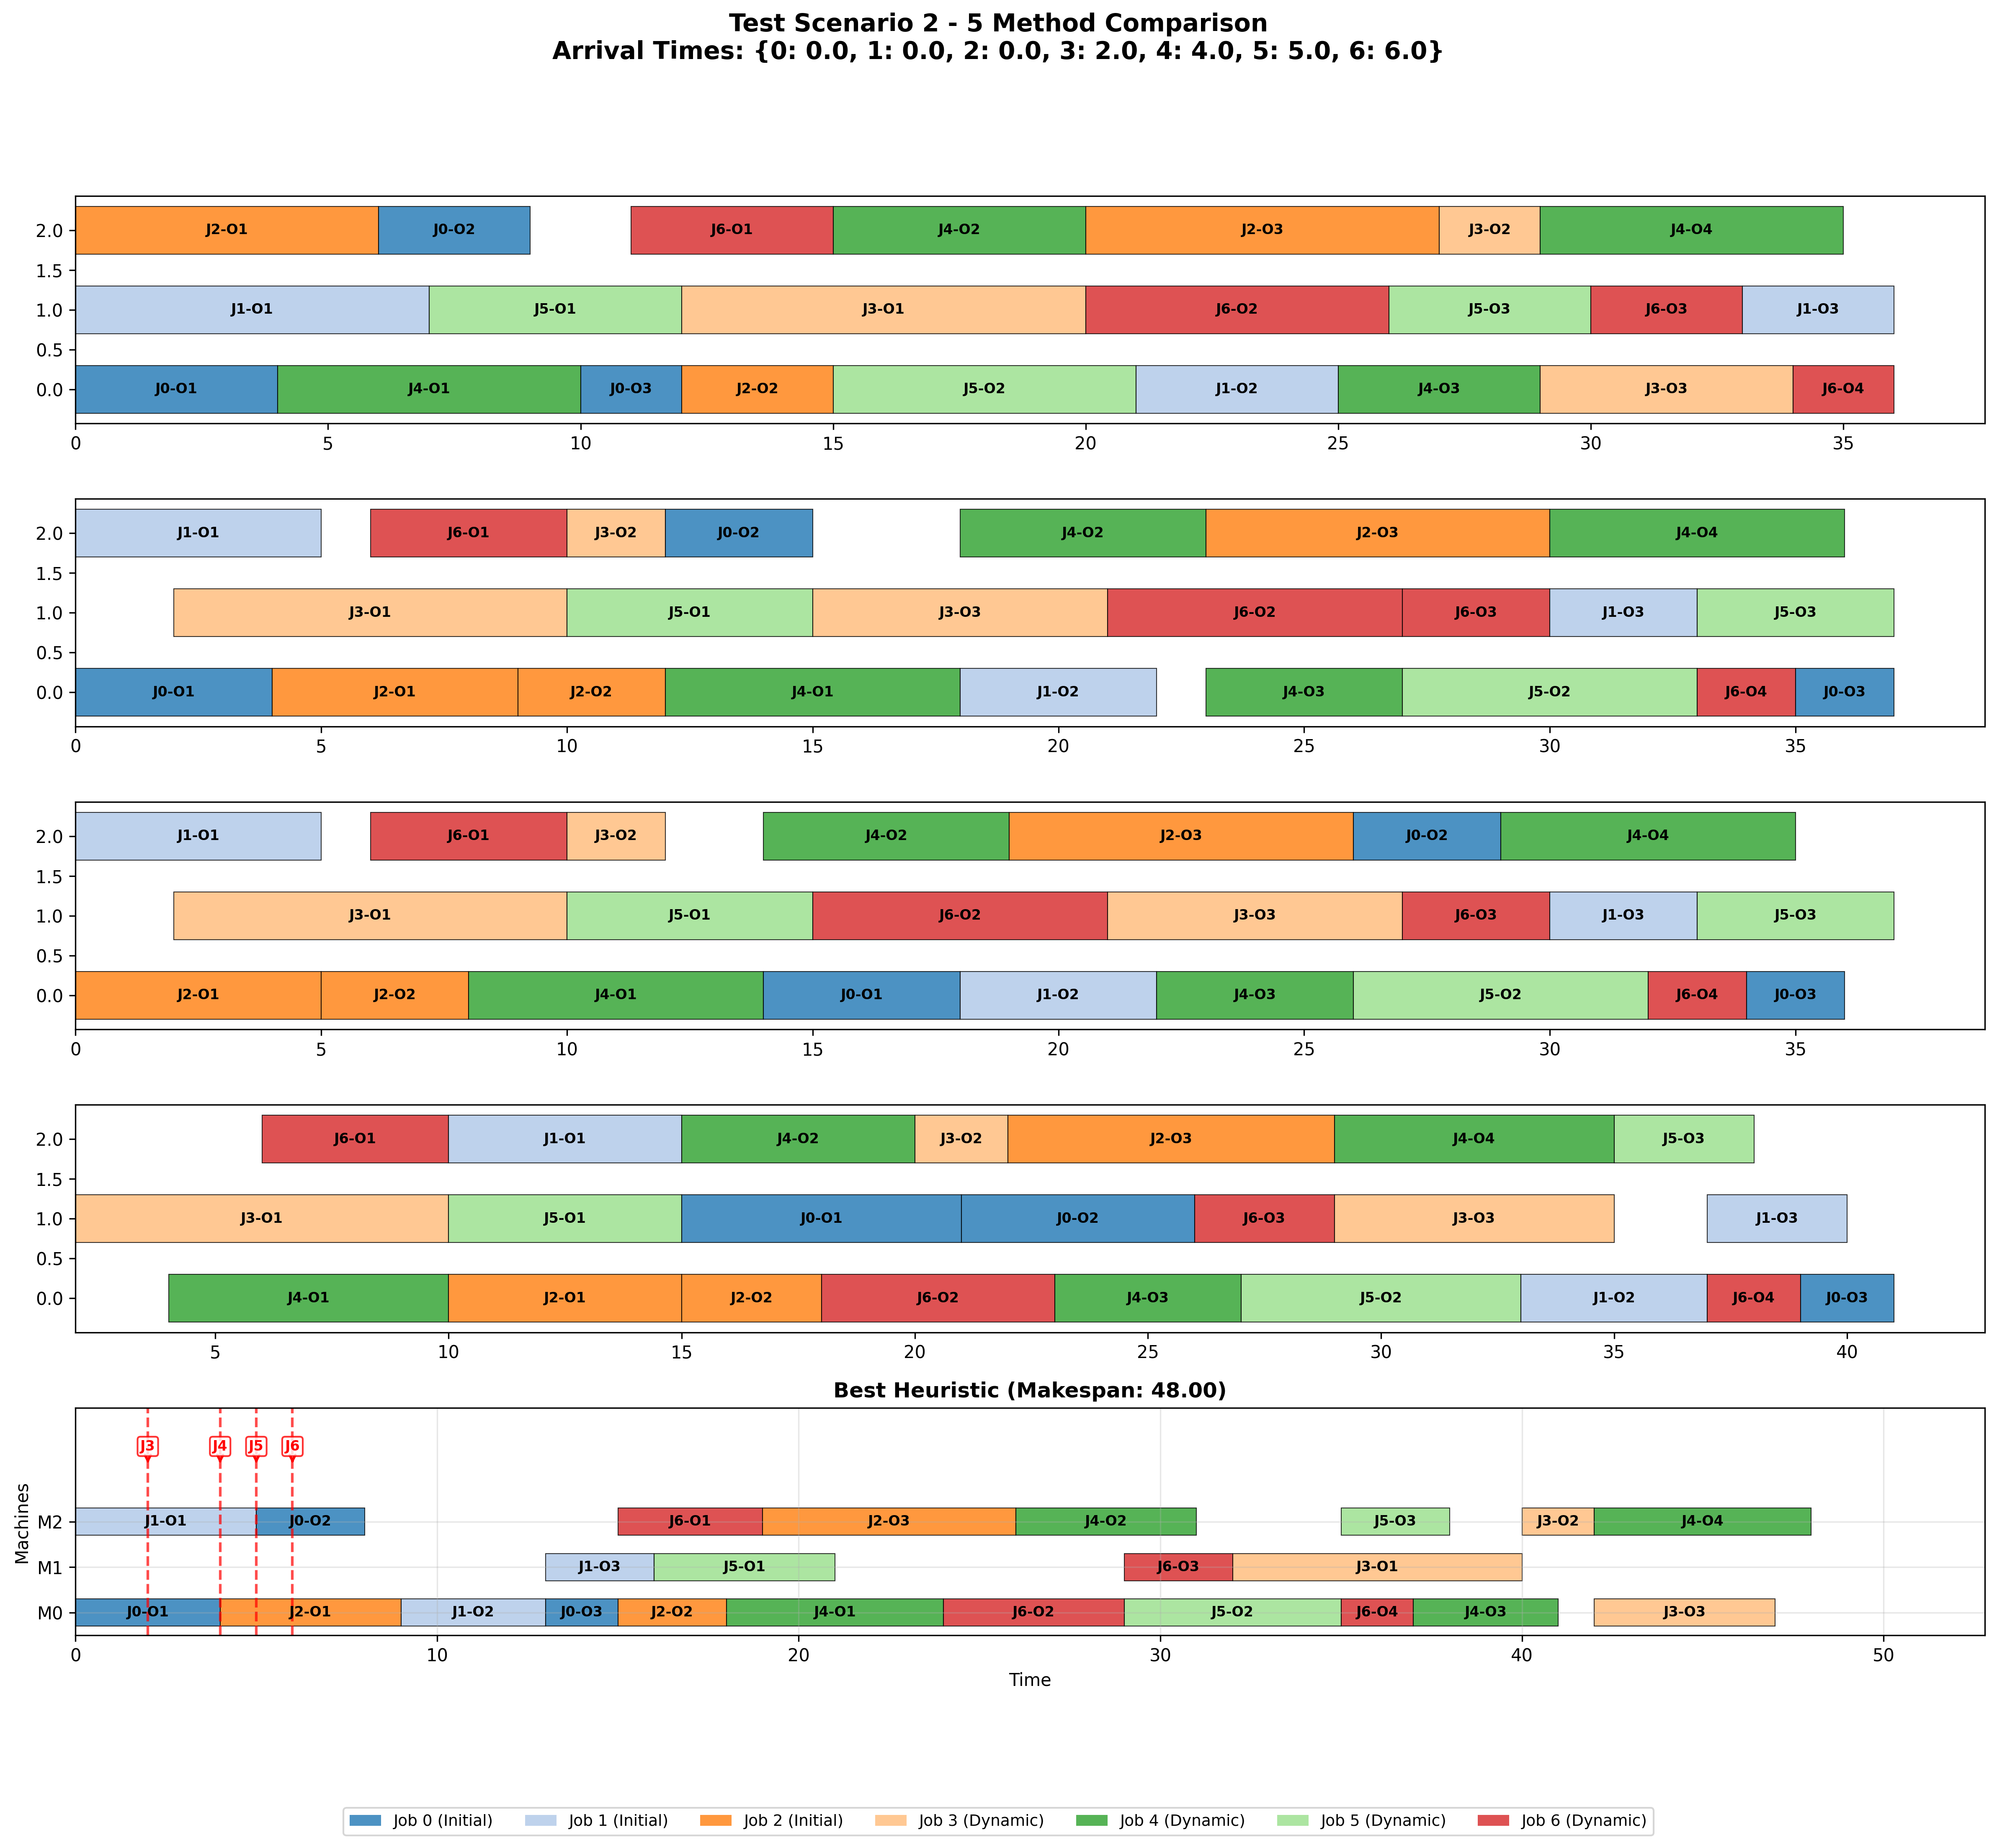 Test Scenario 2 - 5 Method Comparison
Arrival Times: {0: 0.0, 1: 0.0, 2: 0.0, 3: 2.0, 4: 4.0, 5: 5.0, 6: 6.0}
2.0 J2-O1 J0-O2 J6-O1 J4-O2 J2-O3 J3-O2 J4-O4
1.5
1.0 J1-O1 J5-O1 J3-O1 J6-O2 J5-O3 J6-O3 J1-O3
0.5
0.0 J0-O1 J4-O1 J0-O3 J2-O2 J5-O2 J1-O2 J4-O3 J3-O3 J6-O4
0 5 10 15 20 25 30 35
2.0 J1-O1 J6-O1 J3-O2 J0-O2 J4-O2 J2-O3 J4-O4
1.5
1.0 J3-O1 J5-O1 J3-O3 J6-O2 J6-O3 J1-O3 J5-O3
0.5
0.0 J0-O1 J2-O1 J2-O2 J4-O1 J1-O2 J4-O3 J5-O2 J6-O4 J0-O3
0 5 10 15 20 25 30 35
2.0 J1-O1 J6-O1 J3-O2 J4-O2 J2-O3 J0-O2 J4-O4
1.5
1.0 J3-O1 J5-O1 J6-O2 J3-O3 J6-O3 J1-O3 J5-O3
0.5
0.0 J2-O1 J2-O2 J4-O1 J0-O1 J1-O2 J4-O3 J5-O2 J6-O4 J0-O3
0 5 10 15 20 25 30 35
2.0 J6-O1 J1-O1 J4-O2 J3-O2 J2-O3 J4-O4 J5-O3
1.5
1.0 J3-O1 J5-O1 J0-O1 J0-O2 J6-O3 J3-O3 J1-O3
0.5
0.0 J4-O1 J2-O1 J2-O2 J6-O2 J4-O3 J5-O2 J1-O2 J6-O4 J0-O3
5 10 15 20 25 30 35 40
Best Heuristic (Makespan: 48.00)
J3 J4 J5 J6
Machines
M2 J1-O1 J0-O2 J6-O1 J2-O3 J4-O2 J5-O3 J3-O2 J4-O4
M1 J1-O3 J5-O1 J6-O3 J3-O1
M0 J0-O1 J2-O1 J1-O2 J0-O3 J2-O2 J4-O1 J6-O2 J5-O2 J6-O4 J4-O3 J3-O3
0 10 20 30 40 50
Time
Job 0 (Initial) Job 1 (Initial) Job 2 (Initial) Job 3 (Dynamic) Job 4 (Dynamic) Job 5 (Dynamic) Job 6 (Dynamic)